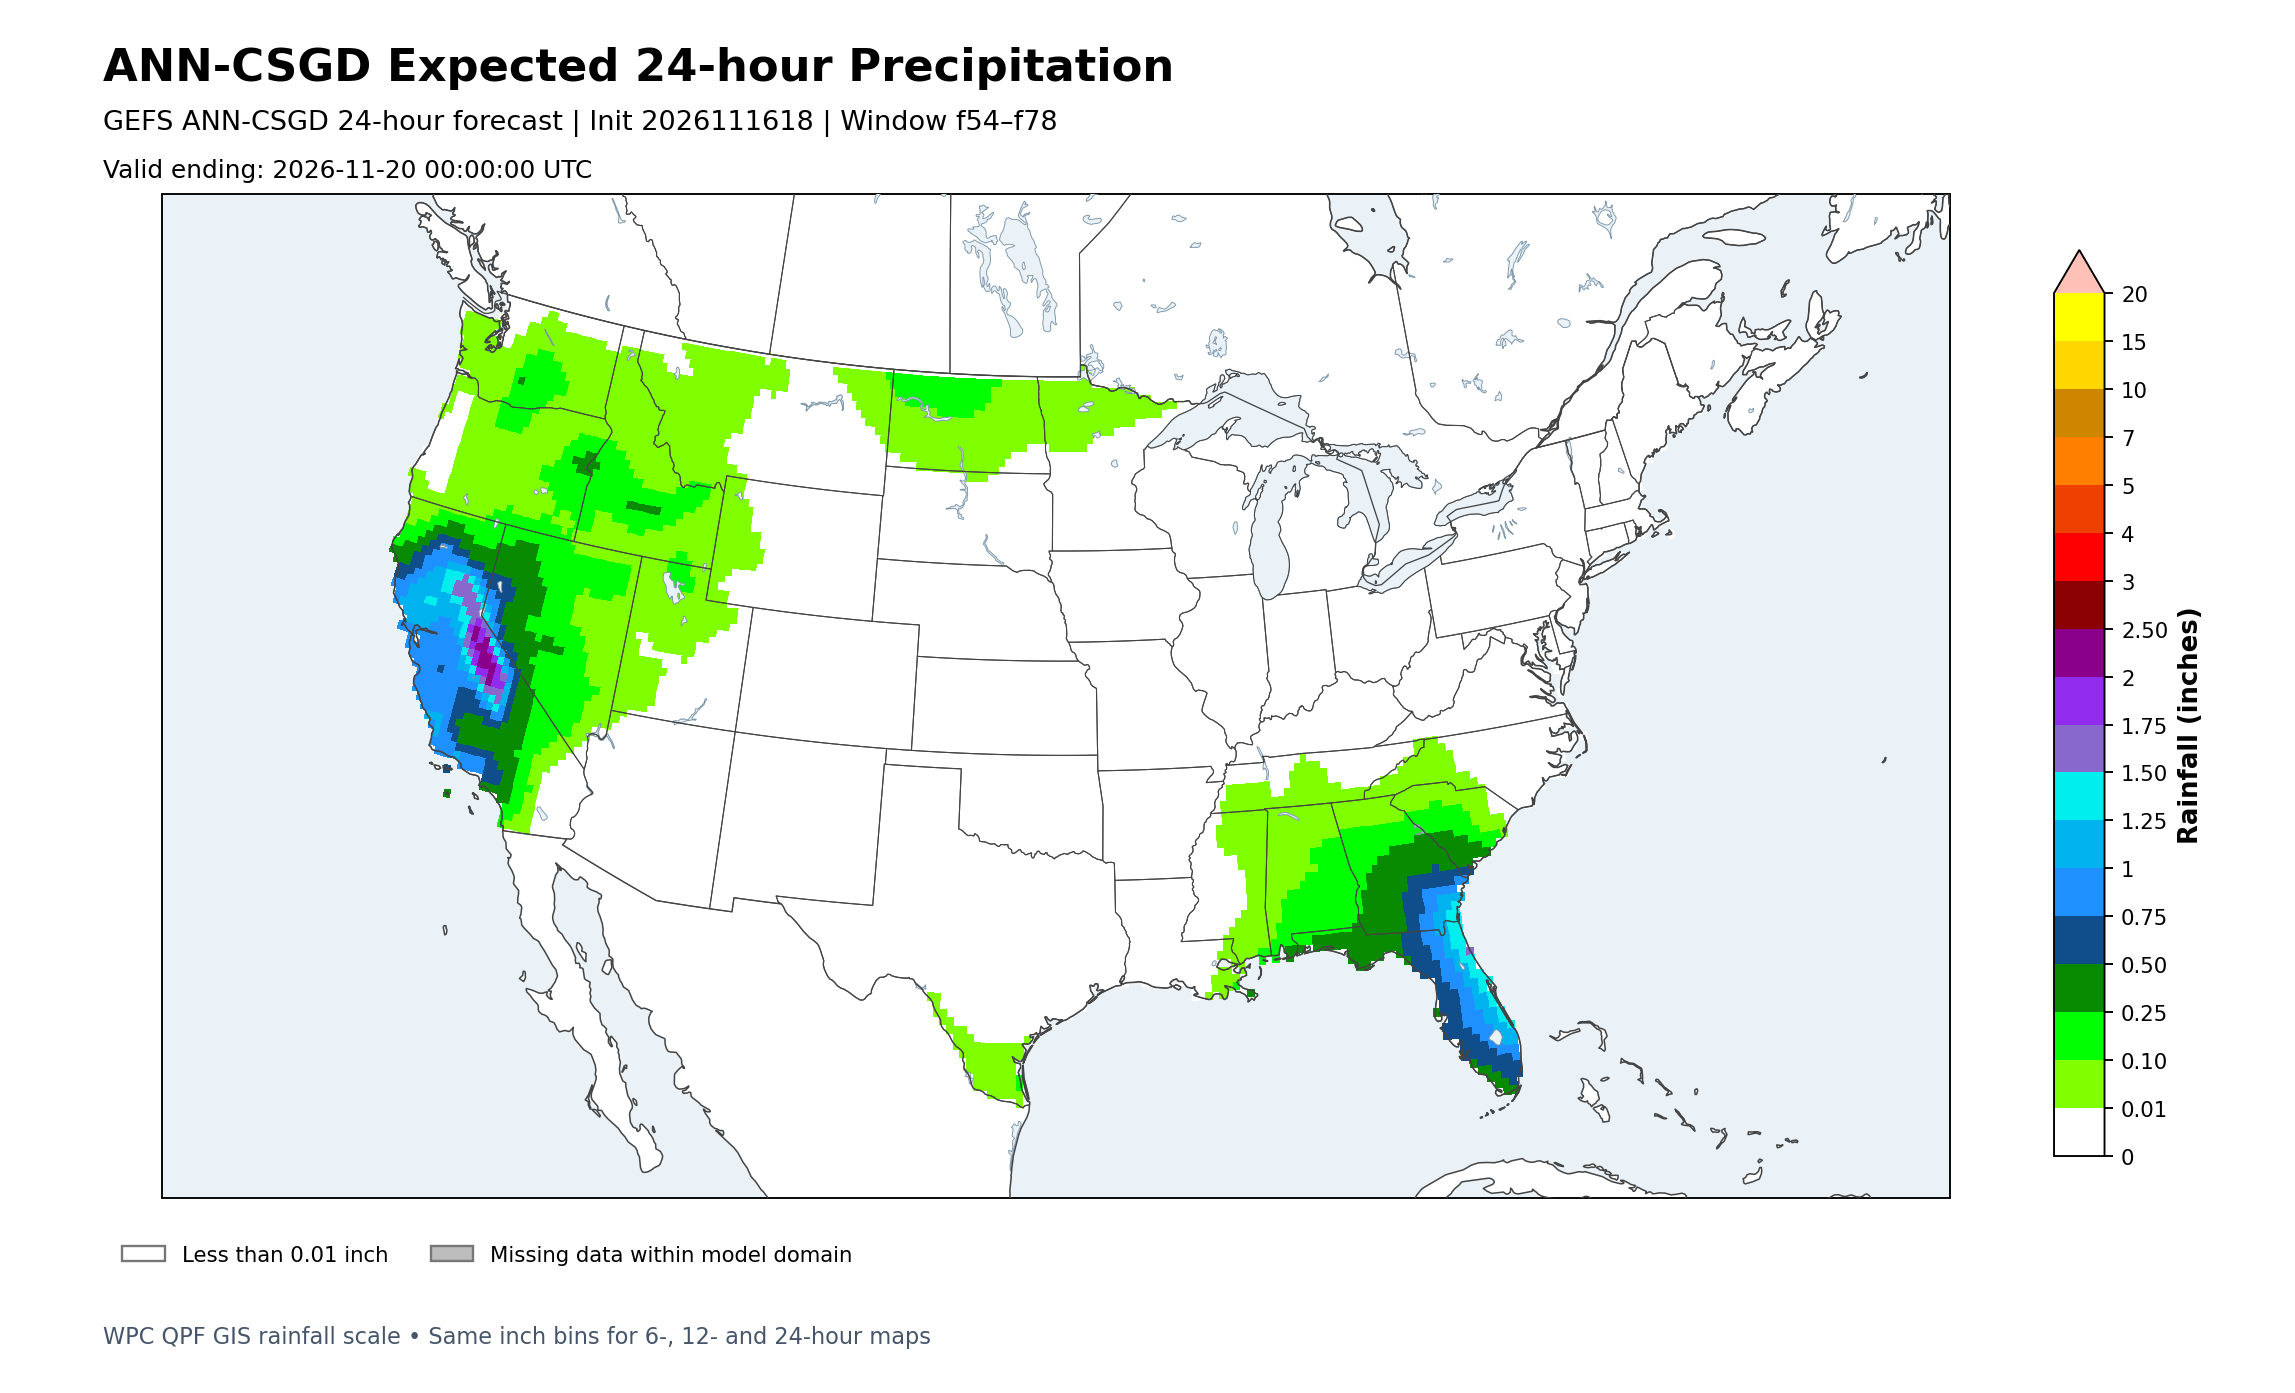 ANN-CSGD Expected 24-hour Precipitation
GEFS ANN-CSGD 24-hour forecast | Init 2026111618 | Window f54–f78
Valid ending: 2026-11-20 00:00:00 UTC
20
15
10
7
5
4
3
2.50
2
1.75
1.50
1.25
1
0.75
0.50
0.25
0.10
0.01
0
Rainfall (inches)
Less than 0.01 inch
Missing data within model domain
WPC QPF GIS rainfall scale • Same inch bins for 6-, 12- and 24-hour maps